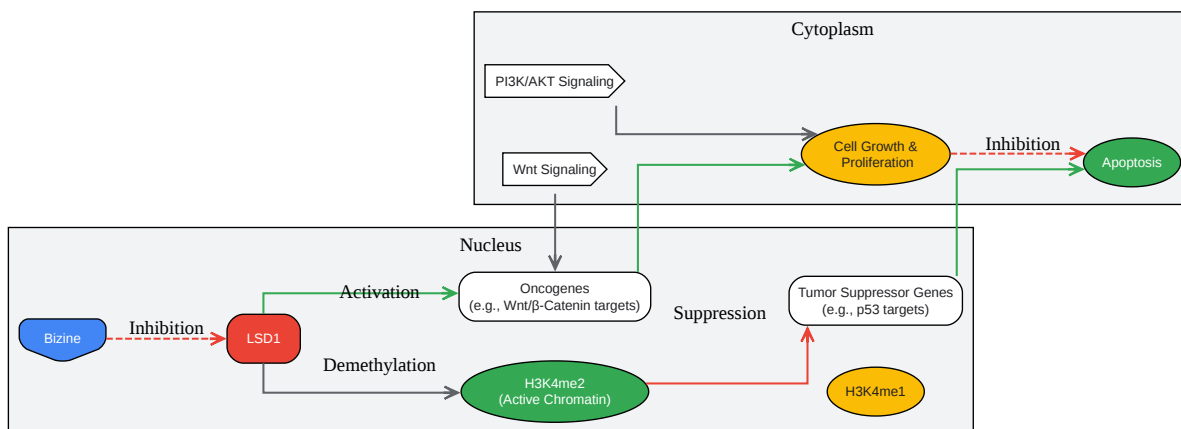 Cytoplasm
PI3K/AKT Signaling
Cell Growth &
Proliferation
Inhibition
Apoptosis
Wnt Signaling
Nucleus
Activation
Oncogenes
(e.g., Wnt/β-Catenin targets)
Suppression
Tumor Suppressor Genes
(e.g., p53 targets)
Bizine
Inhibition
LSD1
Demethylation
H3K4me2
(Active Chromatin)
H3K4me1